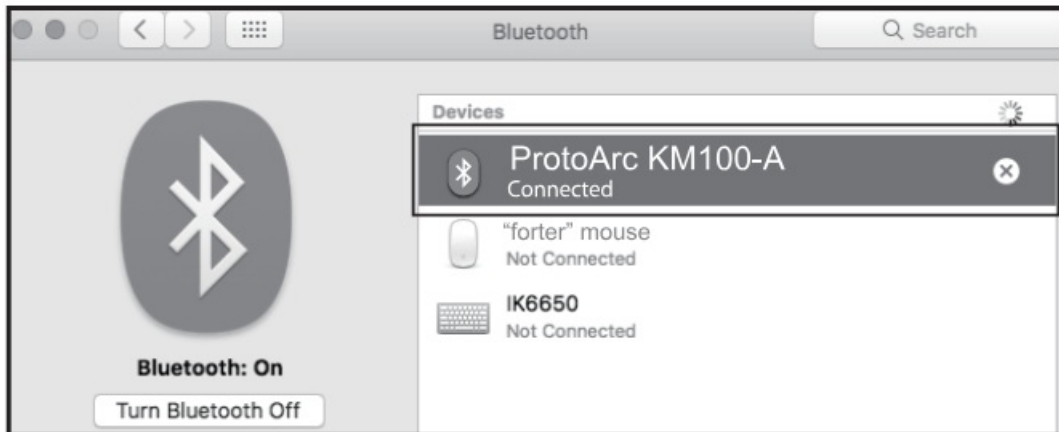 Bluetooth
Search
Devices
ProtoArc KM100-A
Connected
“forter” mouse
Not Connected
IK6650
Not Connected
Bluetooth: On
Turn Bluetooth Off